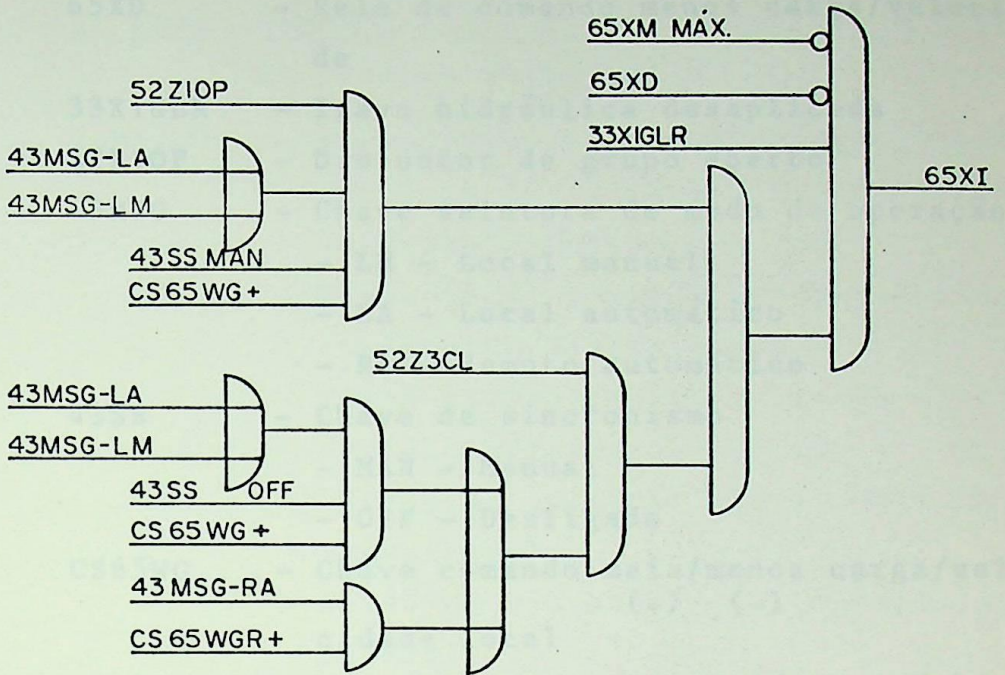 65XM MÁX.
65XD
33X1GLR
65XI
52Z1OP
43MSG-LA
43MSG-LM
43SS MAN
CS65WG+
52Z3CL
43MSG-LA
43MSG-LM
43SS OFF
CS65WG+
43MSG-RA
CS65WGR+